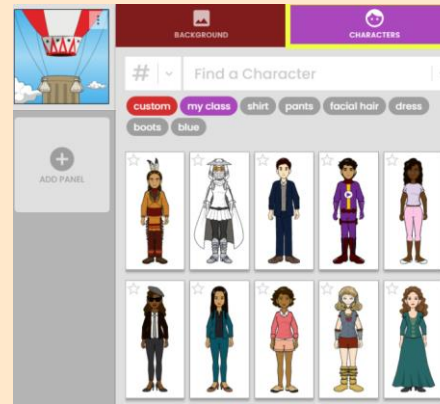 BACKGROUND
CHARACTERS
# Find a Character
custom my class shirt pants facial hair dress
boots blue
ADD PANEL